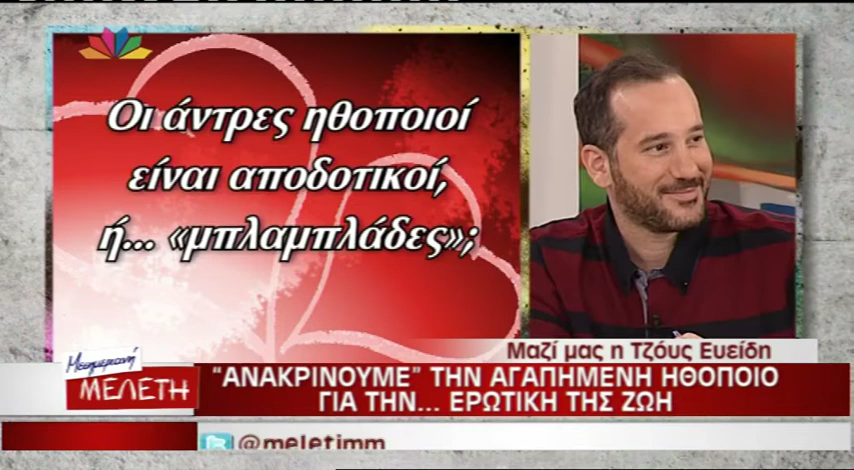 Οι άντρες ηθοποιοί
είναι αποδοτικοί,
ή... «μπλαμπλάδες»;
Μαζί μας η Τζόυς Ευείδη
Μεσημεριανή
ΜΕΛΕΤΗ
“ΑΝΑΚΡΙΝΟΥΜΕ” ΤΗΝ ΑΓΑΠΗΜΕΝΗ ΗΘΟΠΟΙΟ
ΓΙΑ ΤΗΝ... ΕΡΩΤΙΚΗ ΤΗΣ ΖΩΗ
@meletimm